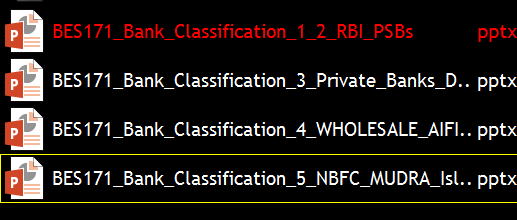 BES171_Bank_Classification_1_2_RBI_PSBs pptx
BES171_Bank_Classification_3_Private_Banks_D.. pptx
BES171_Bank_Classification_4_WHOLESALE_AIFI.. pptx
BES171_Bank_Classification_5_NBFC_MUDRA_Isl.. pptx